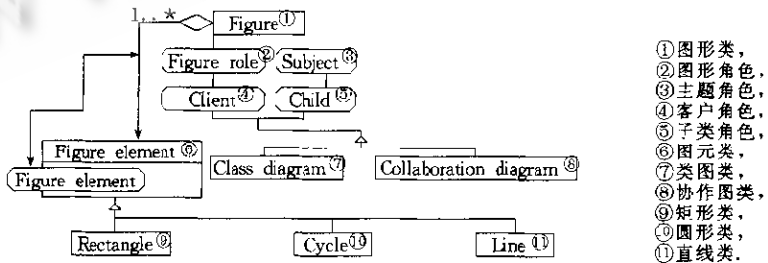 1..*
Figure①
Figure role② Subject③
Client④ Child⑤
Figure element⑥
Figure element
Class diagram⑦
Collaboration diagram⑧
Rectangle⑨
Cycle⑩
Line⑪
①图形类,
②图形角色,
③主题角色,
④客户角色,
⑤子类角色,
⑥图元类,
⑦类图类,
⑧协作图类,
⑨矩形类,
⑩圆形类,
⑪直线类.